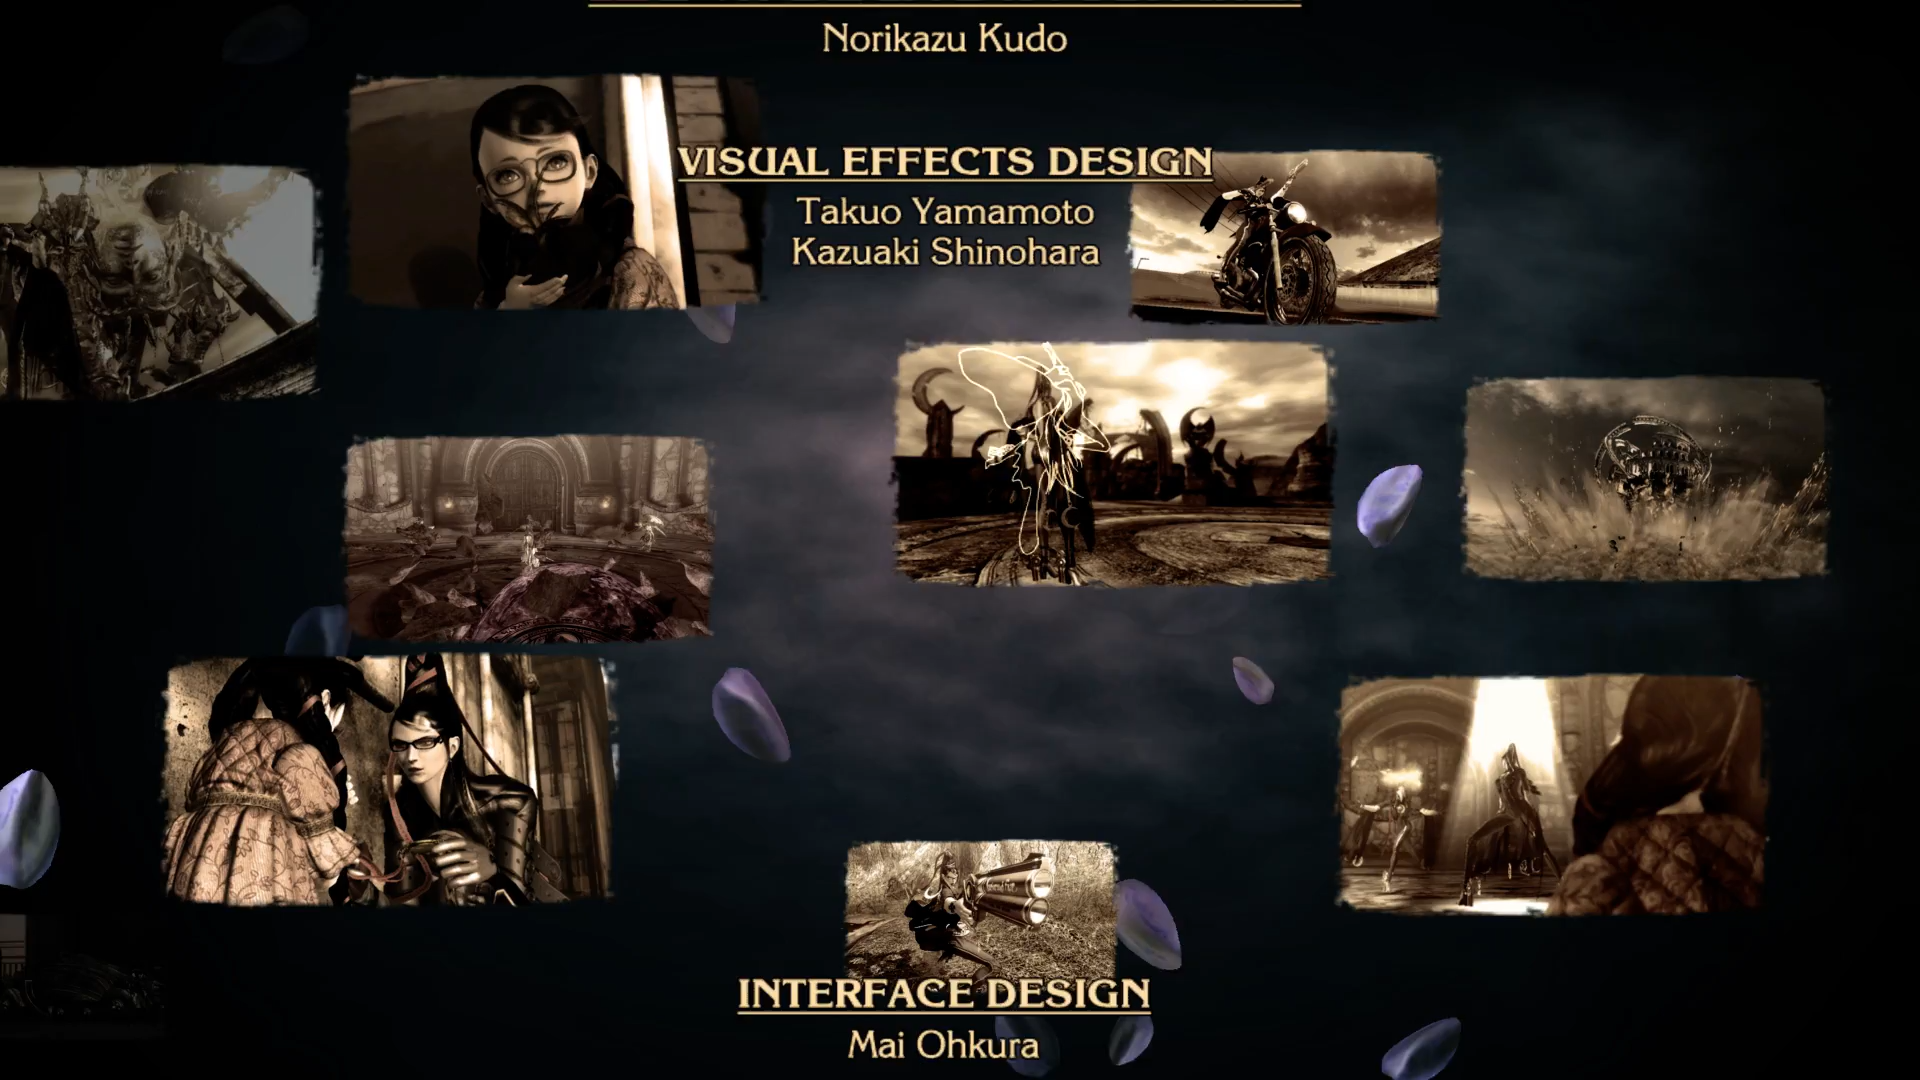 Norikazu Kudo
VISUAL EFFECTS DESIGN
Takuo Yamamoto
Kazuaki Shinohara
INTERFACE DESIGN
Mai Ohkura